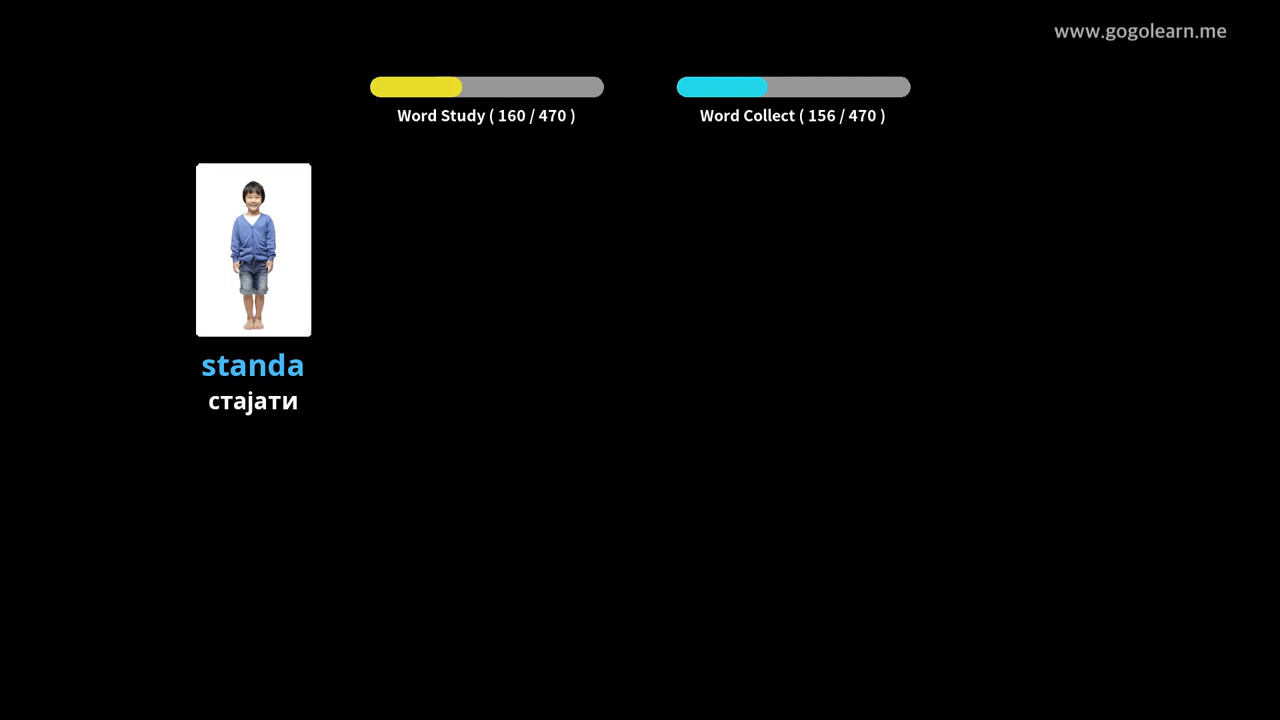 www.gogolearn.me
Word Study ( 160 / 470 )
Word Collect ( 156 / 470 )
standa
стајати